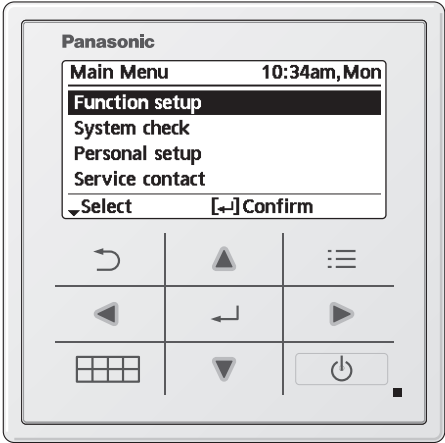 Panasonic
Main Menu 10:34am,Mon
Function setup
System check
Personal setup
Service contact
Select [↵] Confirm